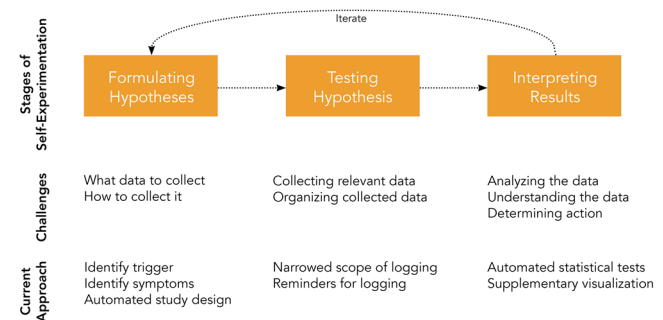 Iterate
Stages of
Self-Experimentation
Formulating
Hypotheses
Testing
Hypothesis
Interpreting
Results
Challenges
What data to collect
How to collect it
Collecting relevant data
Organizing collected data
Analyzing the data
Understanding the data
Determining action
Current
Approach
Identify trigger
Identify symptoms
Automated study design
Narrowed scope of logging
Reminders for logging
Automated statistical tests
Supplementary visualization